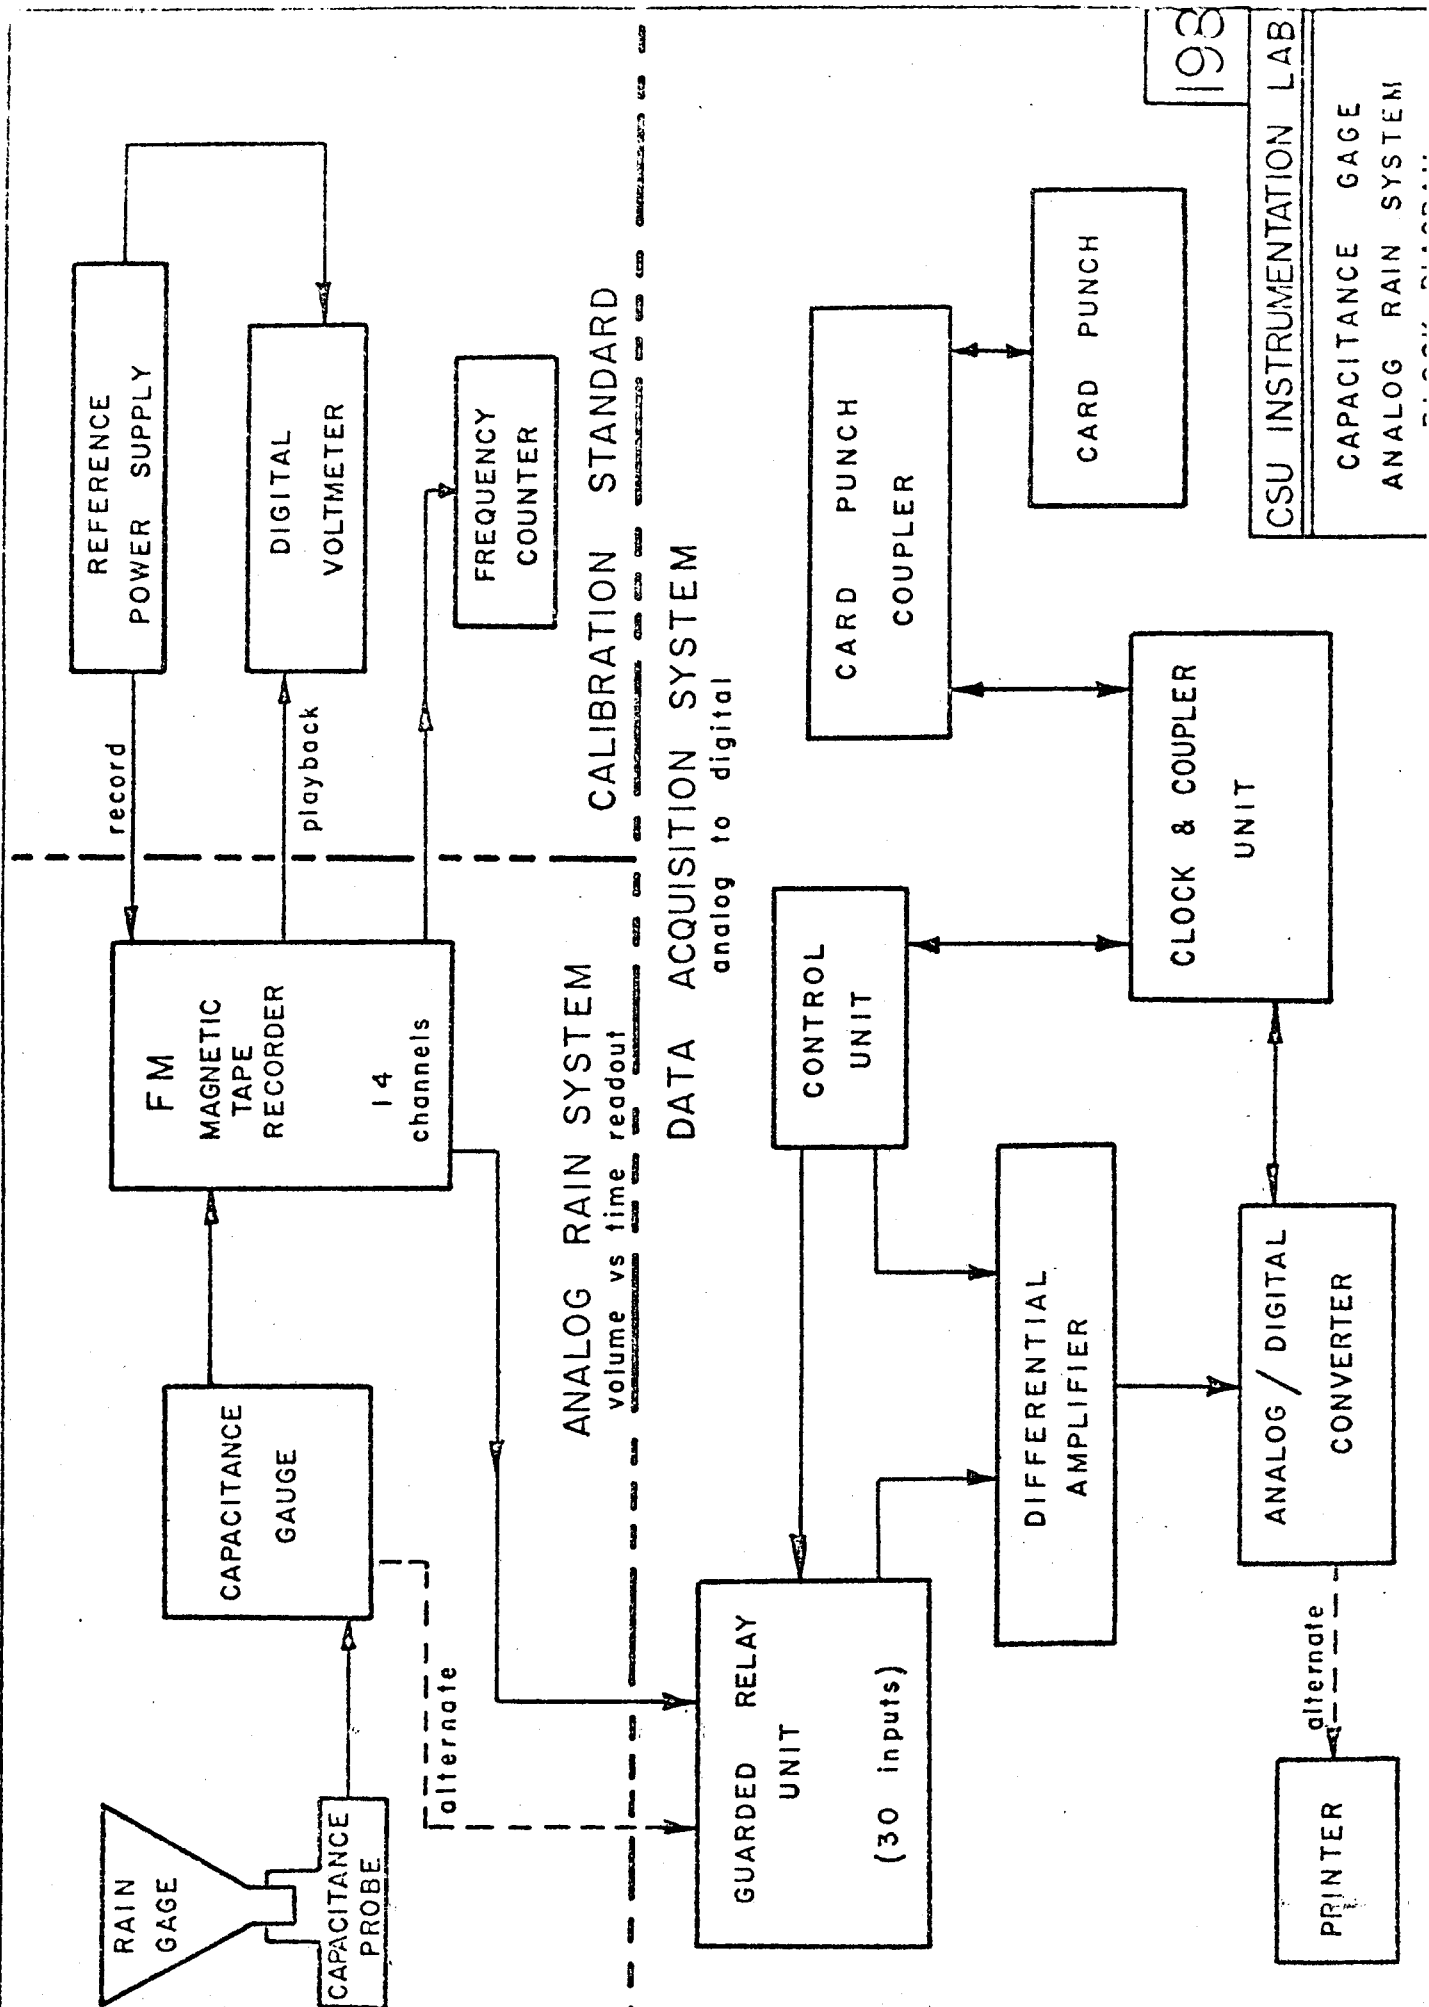 RAIN
GAGE
CAPACITANCE
PROBE
CAPACITANCE
GAUGE
alternate
FM
MAGNETIC
TAPE
RECORDER
14
channels
record
playback
REFERENCE
POWER SUPPLY
DIGITAL
VOLTMETER
FREQUENCY
COUNTER
ANALOG RAIN SYSTEM
volume vs time readout
CALIBRATION STANDARD
DATA ACQUISITION SYSTEM
analog to digital
GUARDED RELAY
UNIT
(30 inputs)
CONTROL
UNIT
DIFFERENTIAL
AMPLIFIER
ANALOG / DIGITAL
CONVERTER
alternate
PRINTER
CLOCK & COUPLER
UNIT
CARD PUNCH
COUPLER
CARD PUNCH
198
CSU INSTRUMENTATION LAB
CAPACITANCE GAGE
ANALOG RAIN SYSTEM